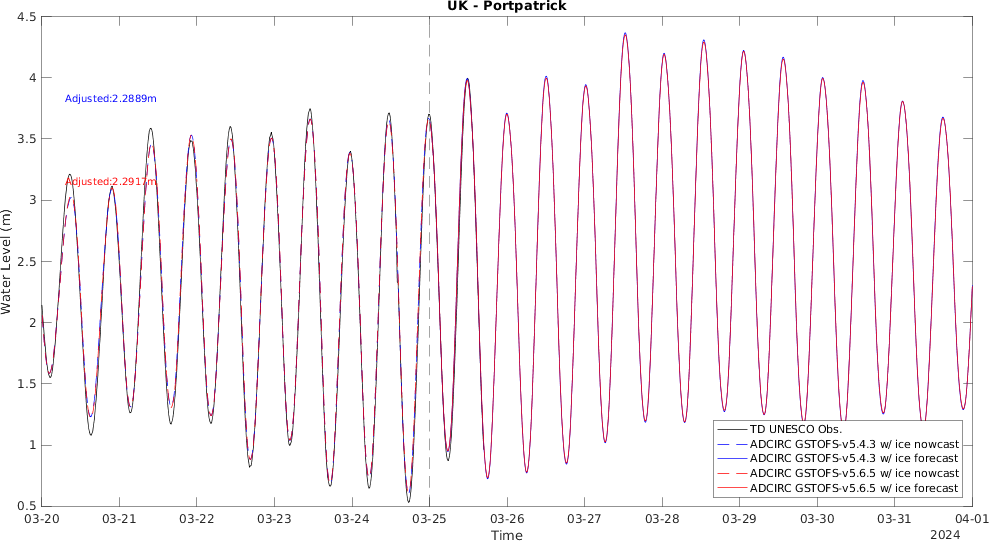 UK - Portpatrick
4.5
4
3.5
3
2.5
2
1.5
1
0.5
Water Level (m)
Adjusted:2.2889m
Adjusted:2.2917m
TD UNESCO Obs.
ADCIRC GSTOFS-v5.4.3 w/ ice nowcast
ADCIRC GSTOFS-v5.4.3 w/ ice forecast
ADCIRC GSTOFS-v5.6.5 w/ ice nowcast
ADCIRC GSTOFS-v5.6.5 w/ ice forecast
03-20 03-21 03-22 03-23 03-24 03-25 03-26 03-27 03-28 03-29 03-30 03-31 04-01
Time
2024